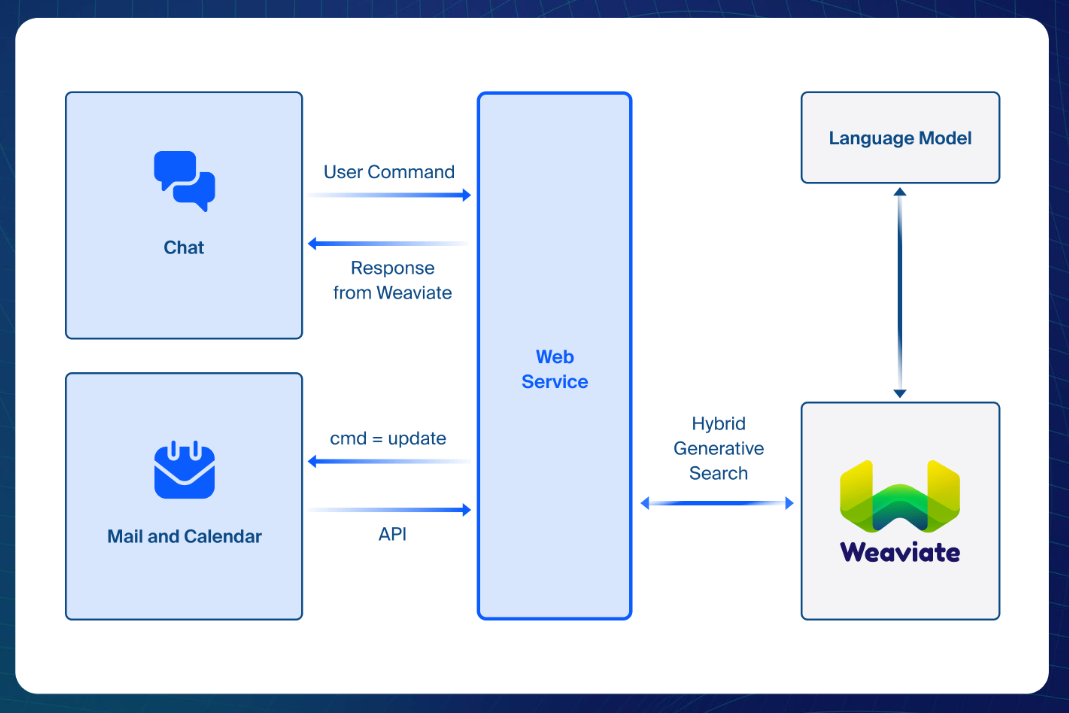 Chat
User Command
Response
from Weaviate
Mail and Calendar
cmd = update
API
Web
Service
Hybrid
Generative
Search
Language Model
Weaviate